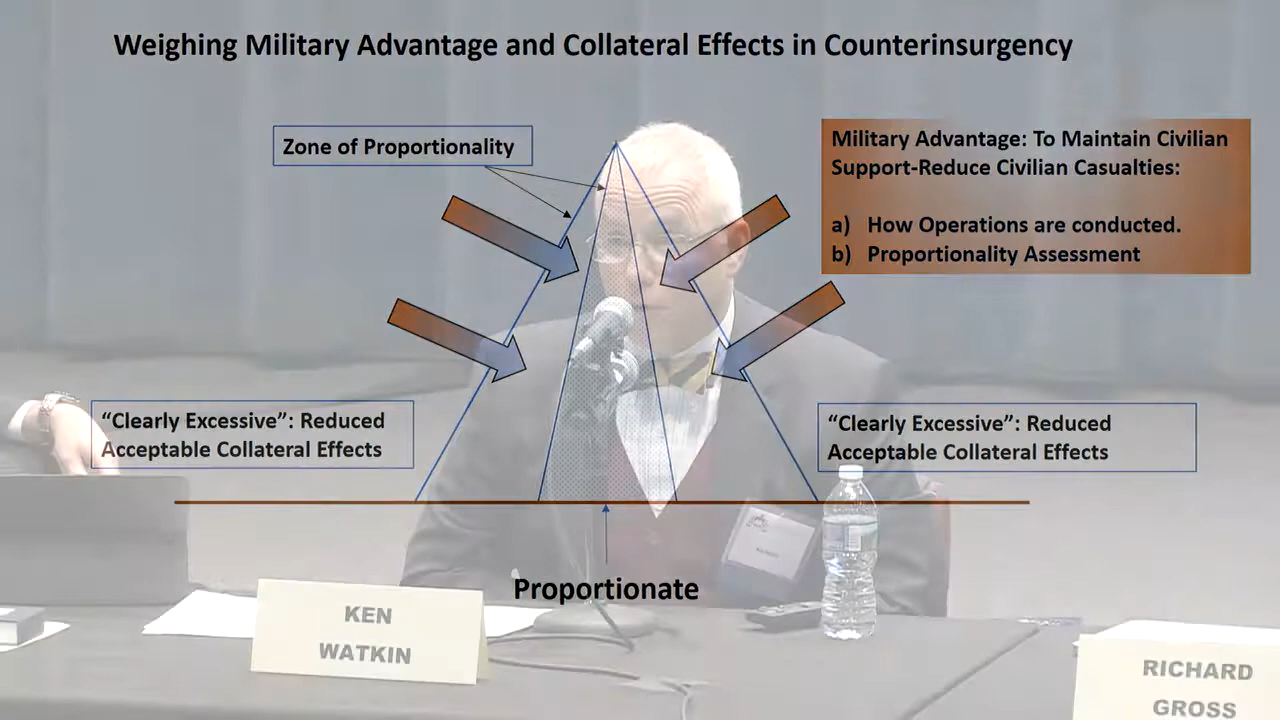 Weighing Military Advantage and Collateral Effects in Counterinsurgency
Zone of Proportionality
Military Advantage: To Maintain Civilian
Support-Reduce Civilian Casualties:
a) How Operations are conducted.
b) Proportionality Assessment
“Clearly Excessive”: Reduced
Acceptable Collateral Effects
“Clearly Excessive”: Reduced
Acceptable Collateral Effects
Proportionate
KEN
WATKIN
RICHARD
GROSS